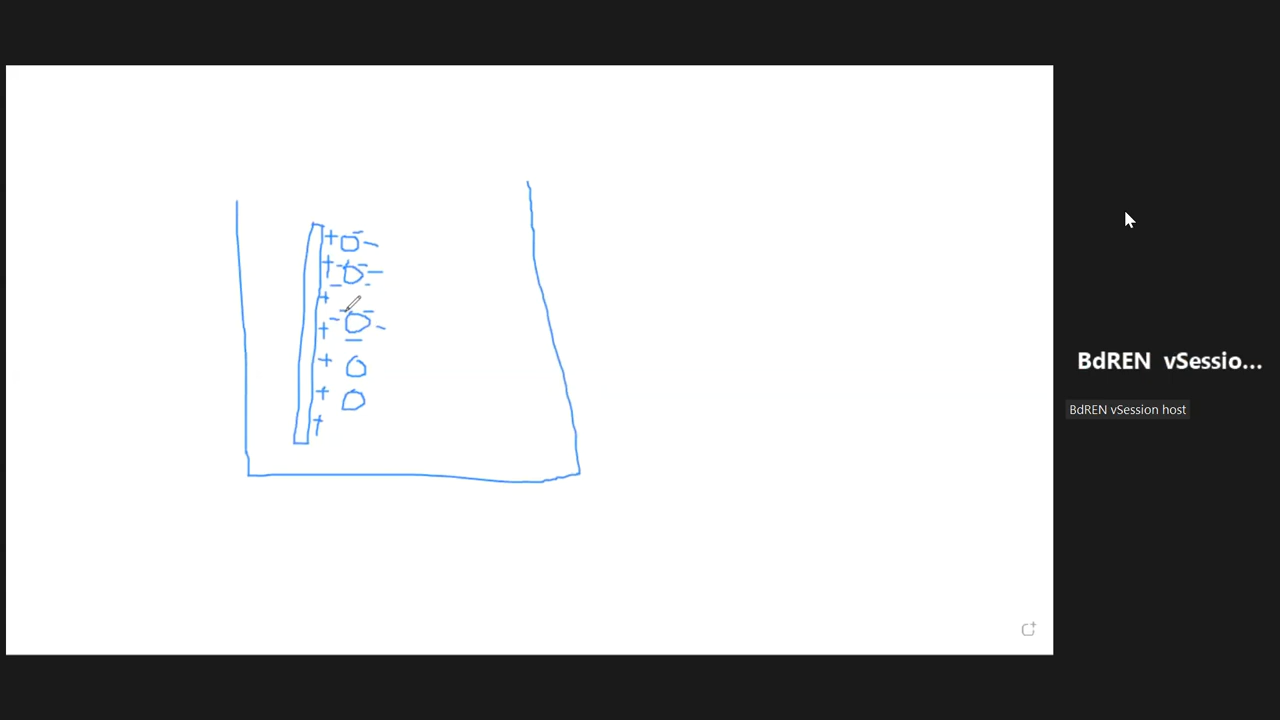 + -
-
+ - - -
- -
+
+ - - -
-
+
+
+
BdREN vSessio...
BdREN vSession host